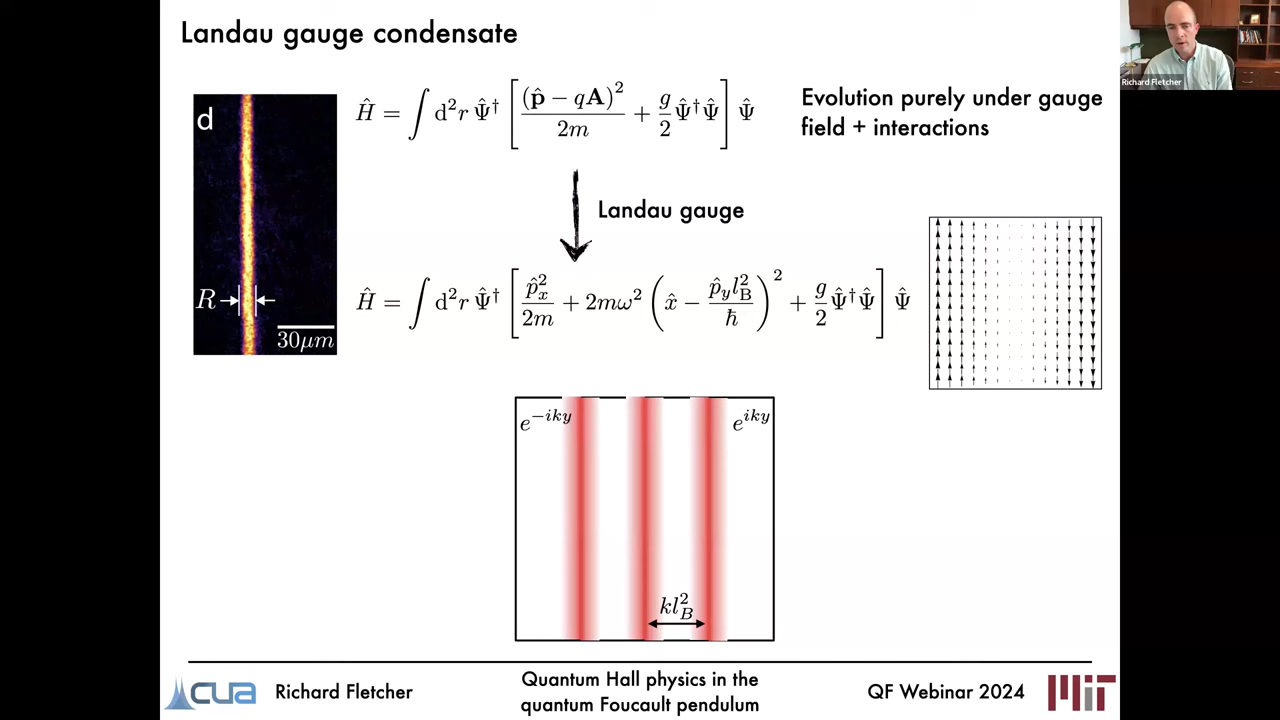 Landau gauge condensate
Richard Fletcher
d
R
30μm
Ĥ = ∫ d²r Ψ̂† [ (p̂ − qA)² / 2m + g/2 Ψ̂†Ψ̂ ] Ψ̂
Evolution purely under gauge
field + interactions
Landau gauge
Ĥ = ∫ d²r Ψ̂† [ p̂ₓ² / 2m + 2mω² ( x̂ − p̂_y l_B² / ħ )² + g/2 Ψ̂†Ψ̂ ] Ψ̂
e^{−iky}
e^{iky}
kl_B²
CUA
Richard Fletcher
Quantum Hall physics in the
quantum Foucault pendulum
QF Webinar 2024
MIT